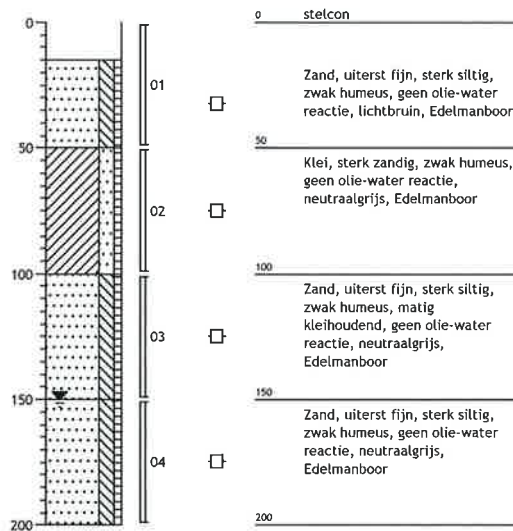 0
0 stelcon
01
Zand, uiterst fijn, sterk siltig,
zwak humeus, geen olie-water
reactie, lichtbruin, Edelmanboor
50
50
Klei, sterk zandig, zwak humeus,
geen olie-water reactie,
neutraalgrijs, Edelmanboor
02
100
100
Zand, uiterst fijn, sterk siltig,
zwak humeus, matig
kleihoudend, geen olie-water
reactie, neutraalgrijs,
Edelmanboor
03
150
150
Zand, uiterst fijn, sterk siltig,
zwak humeus, geen olie-water
reactie, neutraalgrijs,
Edelmanboor
04
200
200